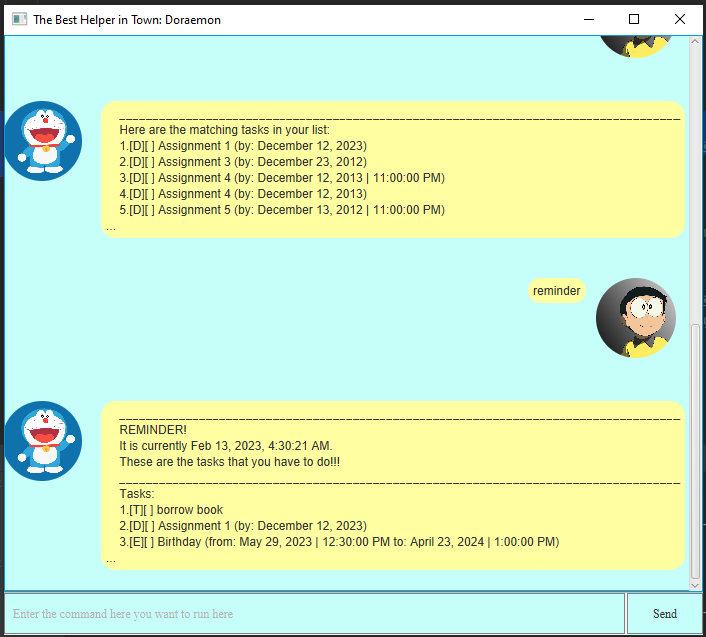 The Best Helper in Town: Doraemon
________________________________________________________________________________
Here are the matching tasks in your list:
1.[D][ ] Assignment 1 (by: December 12, 2023)
2.[D][ ] Assignment 3 (by: December 23, 2012)
3.[D][ ] Assignment 4 (by: December 12, 2013 | 11:00:00 PM)
4.[D][ ] Assignment 4 (by: December 12, 2013)
5.[D][ ] Assignment 5 (by: December 13, 2012 | 11:00:00 PM)
...
reminder
________________________________________________________________________________
REMINDER!
It is currently Feb 13, 2023, 4:30:21 AM.
These are the tasks that you have to do!!!
________________________________________________________________________________
Tasks:
1.[T][ ] borrow book
2.[D][ ] Assignment 1 (by: December 12, 2023)
3.[E][ ] Birthday (from: May 29, 2023 | 12:30:00 PM to: April 23, 2024 | 1:00:00 PM)
...
Enter the command here you want to run here
Send